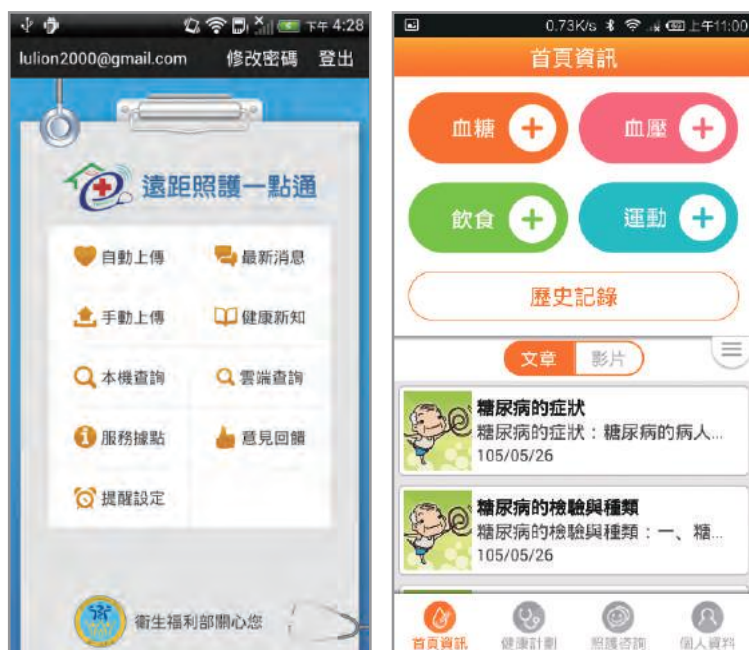 下午 4:28
lulion2000@gmail.com 修改密碼 登出
遠距照護一點通
自動上傳 最新消息
手動上傳 健康新知
本機查詢 雲端查詢
服務據點 意見回饋
提醒設定
衛生福利部關心您
0.73K/s 上午11:00
首頁資訊
血糖 血壓
飲食 運動
歷史記錄
文章 影片
糖尿病的症狀
糖尿病的症狀：糖尿病的病人...
105/05/26
糖尿病的檢驗與種類
糖尿病的檢驗與種類：一、糖...
105/05/26
首頁資訊 健康計劃 照護咨詢 個人資料